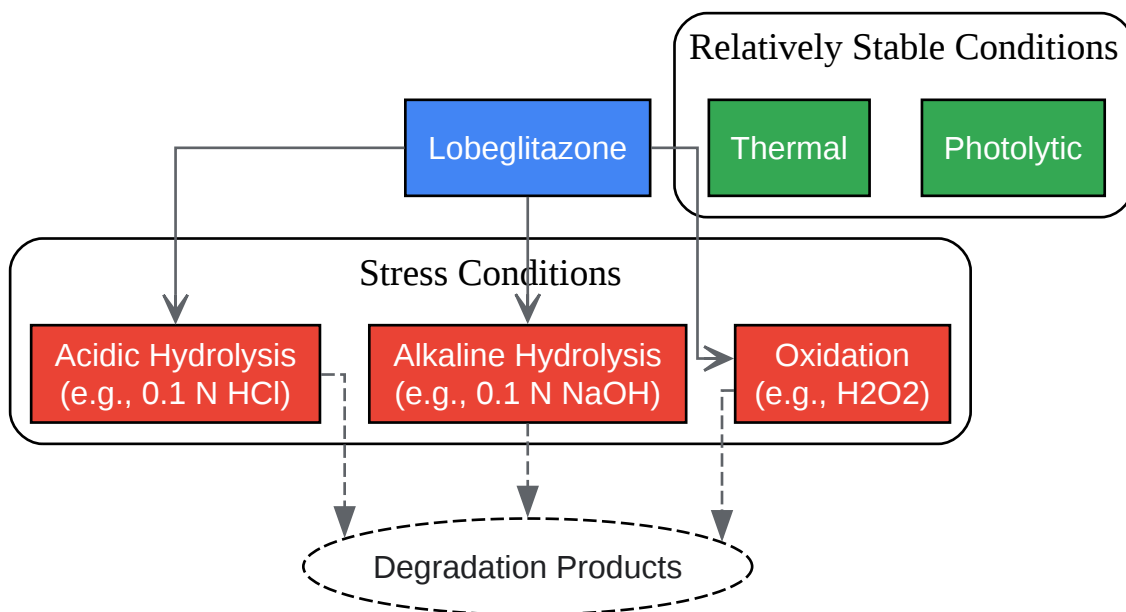 Relatively Stable Conditions
Lobeglitazone
Thermal
Photolytic
Stress Conditions
Acidic Hydrolysis
(e.g., 0.1 N HCl)
Alkaline Hydrolysis
(e.g., 0.1 N NaOH)
Oxidation
(e.g., H2O2)
Degradation Products